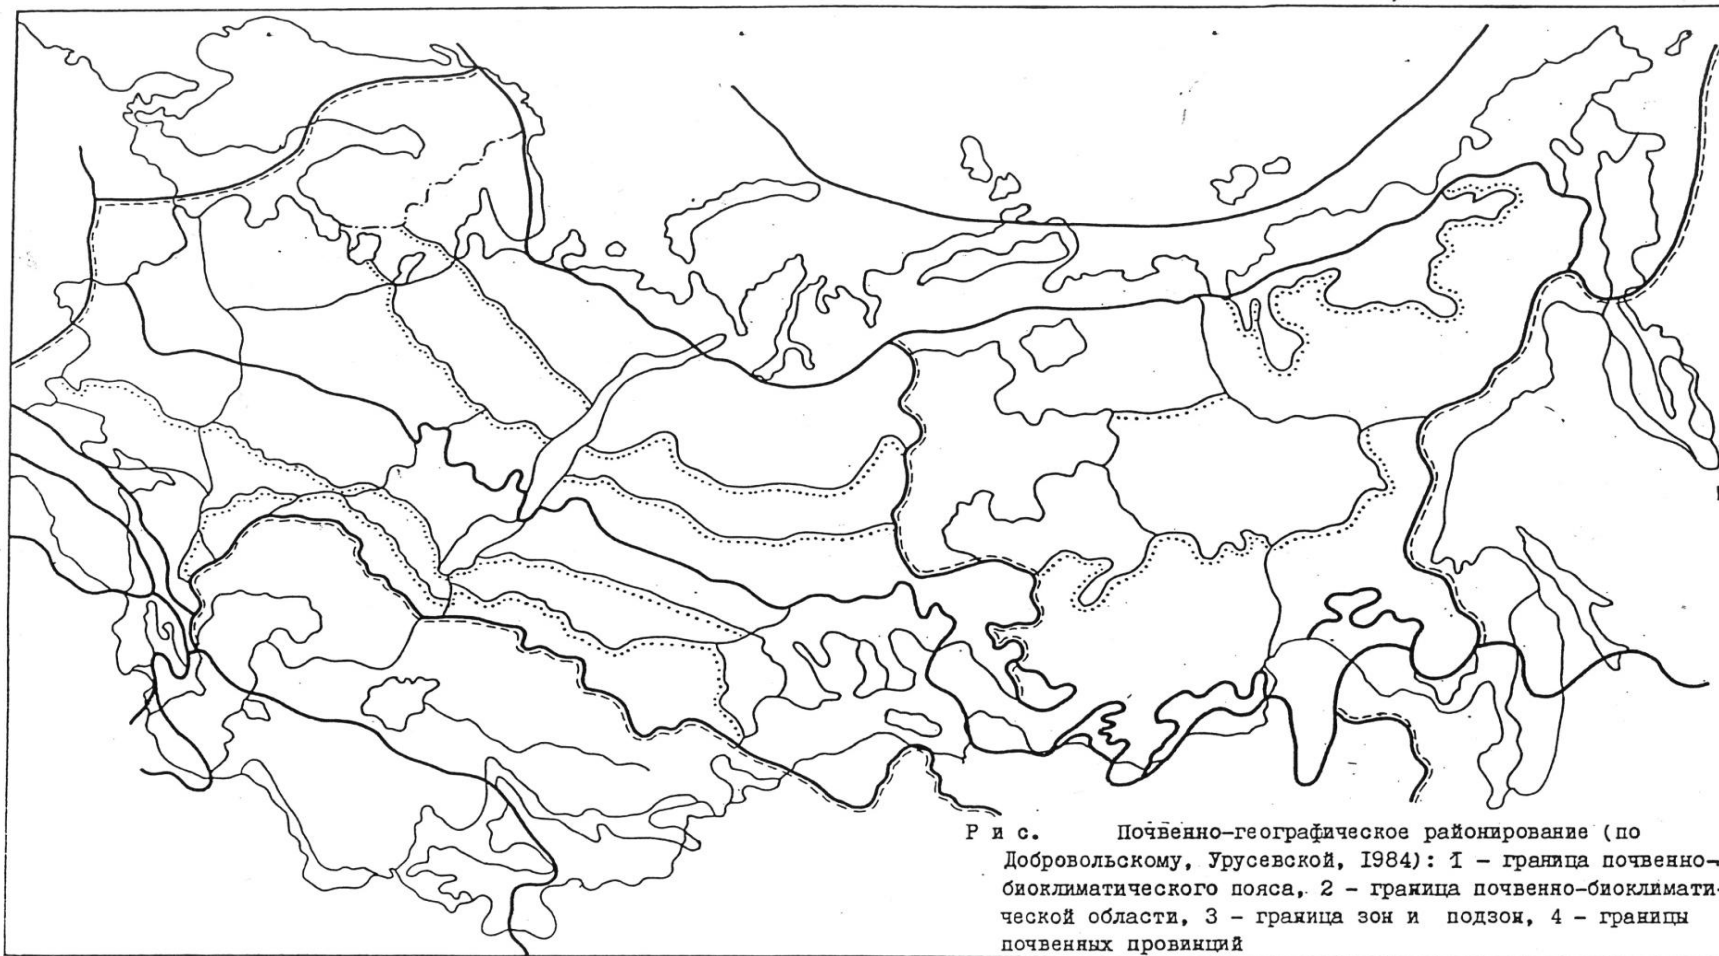 Р и с. Почвенно-географическое районирование (по
Добровольскому, Урусевской, 1984): 1 – граница почвенно-
биоклиматического пояса, 2 – граница почвенно-биоклимати-
ческой области, 3 – граница зон и подзон, 4 – границы
почвенных провинций